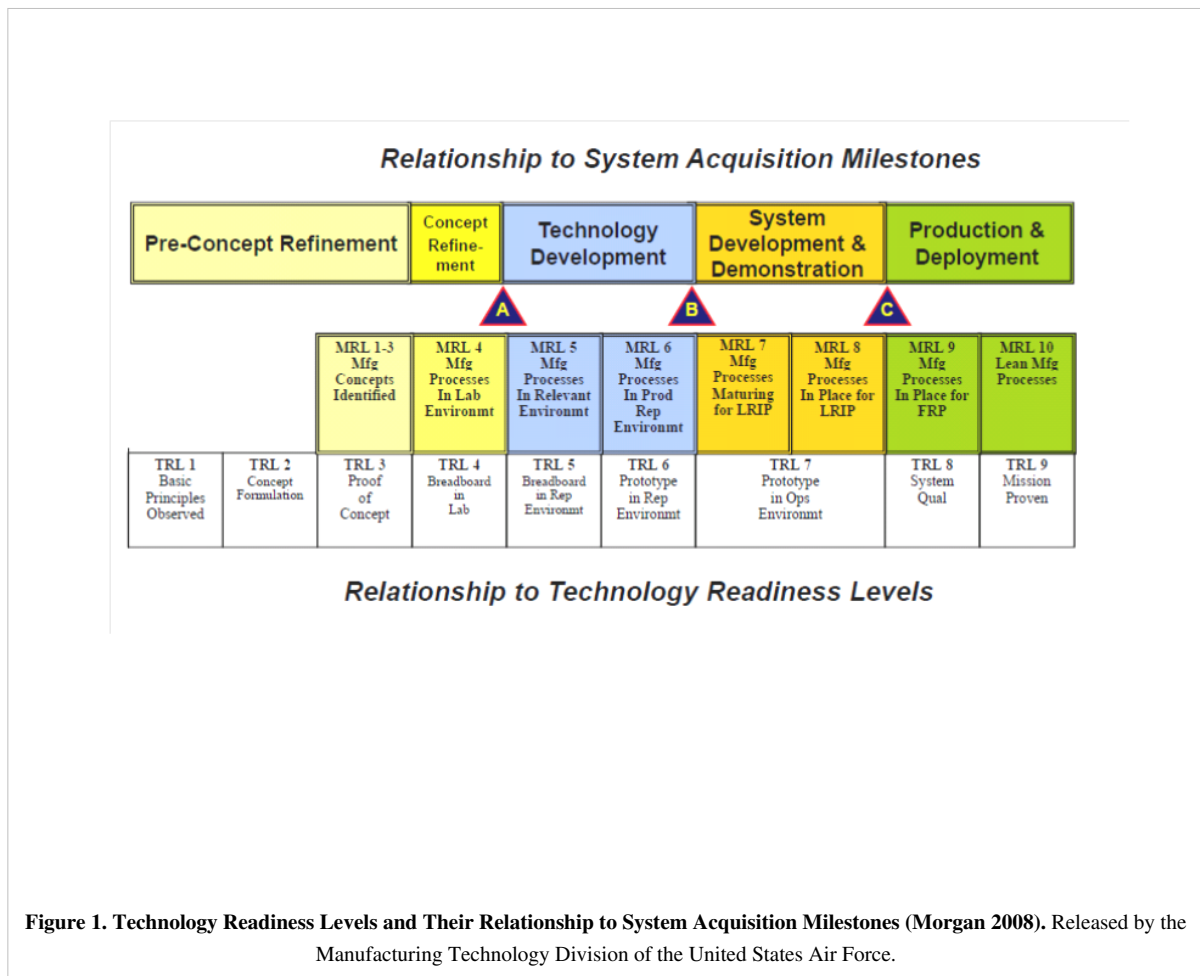 Relationship to System Acquisition Milestones
Pre-Concept Refinement
Concept
Refine-
ment
Technology
Development
System
Development &
Demonstration
Production &
Deployment
A
B
C
MRL 1-3
Mfg
Concepts
Identified
MRL 4
Mfg
Processes
In Lab
Environmt
MRL 5
Mfg
Processes
In Relevant
Environmt
MRL 6
Mfg
Processes
In Prod
Rep
Environmt
MRL 7
Mfg
Processes
Maturing
for LRIP
MRL 8
Mfg
Processes
In Place for
LRIP
MRL 9
Mfg
Processes
In Place for
FRP
MRL 10
Lean Mfg
Processes
TRL 1
Basic
Principles
Observed
TRL 2
Concept
Formulation
TRL 3
Proof
of
Concept
TRL 4
Breadboard
in
Lab
TRL 5
Breadboard
in Rep
Environmt
TRL 6
Prototype
in Rep
Environmt
TRL 7
Prototype
in Ops
Environmt
TRL 8
System
Qual
TRL 9
Mission
Proven
Relationship to Technology Readiness Levels
Figure 1. Technology Readiness Levels and Their Relationship to System Acquisition Milestones (Morgan 2008). Released by the
Manufacturing Technology Division of the United States Air Force.